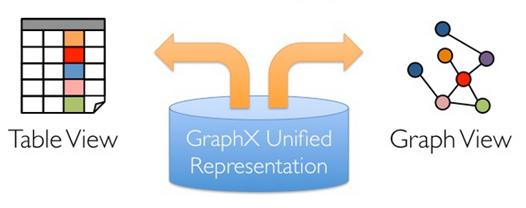 Table View
GraphX Unified
Representation
Graph View